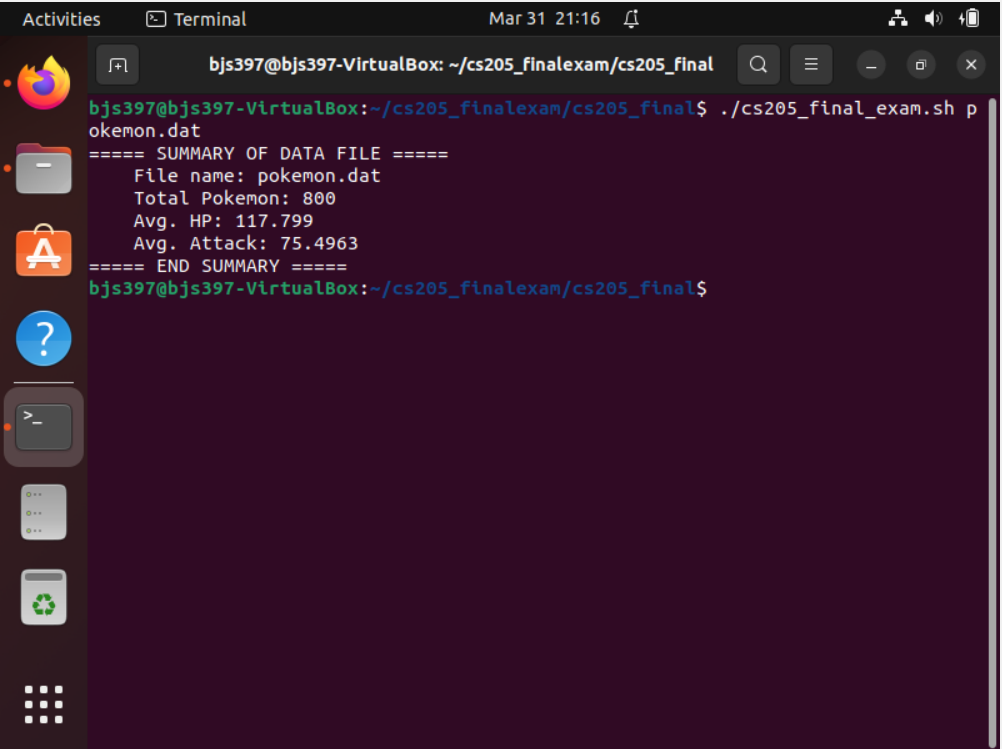 Activities Terminal Mar 31 21:16
bjs397@bjs397-VirtualBox: ~/cs205_finalexam/cs205_final
bjs397@bjs397-VirtualBox:~/cs205_finalexam/cs205_final$ ./cs205_final_exam.sh p
okemon.dat
===== SUMMARY OF DATA FILE =====
    File name: pokemon.dat
    Total Pokemon: 800
    Avg. HP: 117.799
    Avg. Attack: 75.4963
===== END SUMMARY =====
bjs397@bjs397-VirtualBox:~/cs205_finalexam/cs205_final$